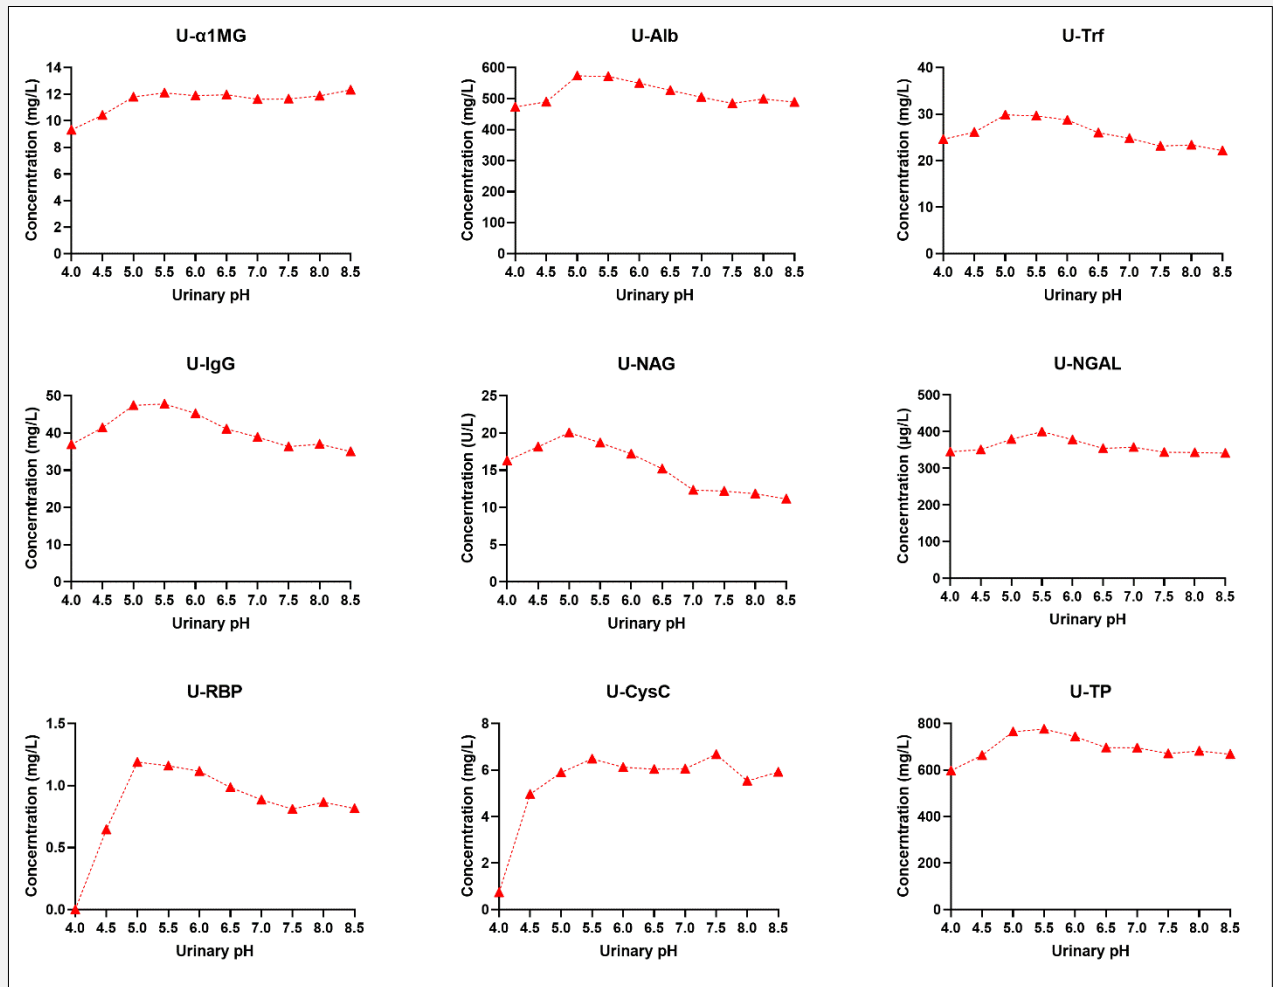 U-α1MG
Concerntration (mg/L)
14
12
10
8
6
4
2
0
4.0 4.5 5.0 5.5 6.0 6.5 7.0 7.5 8.0 8.5
Urinary pH
U-Alb
Concerntration (mg/L)
600
500
400
300
200
100
0
4.0 4.5 5.0 5.5 6.0 6.5 7.0 7.5 8.0 8.5
Urinary pH
U-Trf
Concerntration (mg/L)
40
30
20
10
0
4.0 4.5 5.0 5.5 6.0 6.5 7.0 7.5 8.0 8.5
Urinary pH
U-IgG
Concerntration (mg/L)
50
40
30
20
10
0
4.0 4.5 5.0 5.5 6.0 6.5 7.0 7.5 8.0 8.5
Urinary pH
U-NAG
Concerntration (U/L)
25
20
15
10
5
0
4.0 4.5 5.0 5.5 6.0 6.5 7.0 7.5 8.0 8.5
Urinary pH
U-NGAL
Concerntration (μg/L)
500
400
300
200
100
0
4.0 4.5 5.0 5.5 6.0 6.5 7.0 7.5 8.0 8.5
Urinary pH
U-RBP
Concerntration (mg/L)
1.5
1.0
0.5
0.0
4.0 4.5 5.0 5.5 6.0 6.5 7.0 7.5 8.0 8.5
Urinary pH
U-CysC
Concerntration (mg/L)
8
6
4
2
0
4.0 4.5 5.0 5.5 6.0 6.5 7.0 7.5 8.0 8.5
Urinary pH
U-TP
Concerntration (mg/L)
800
600
400
200
0
4.0 4.5 5.0 5.5 6.0 6.5 7.0 7.5 8.0 8.5
Urinary pH